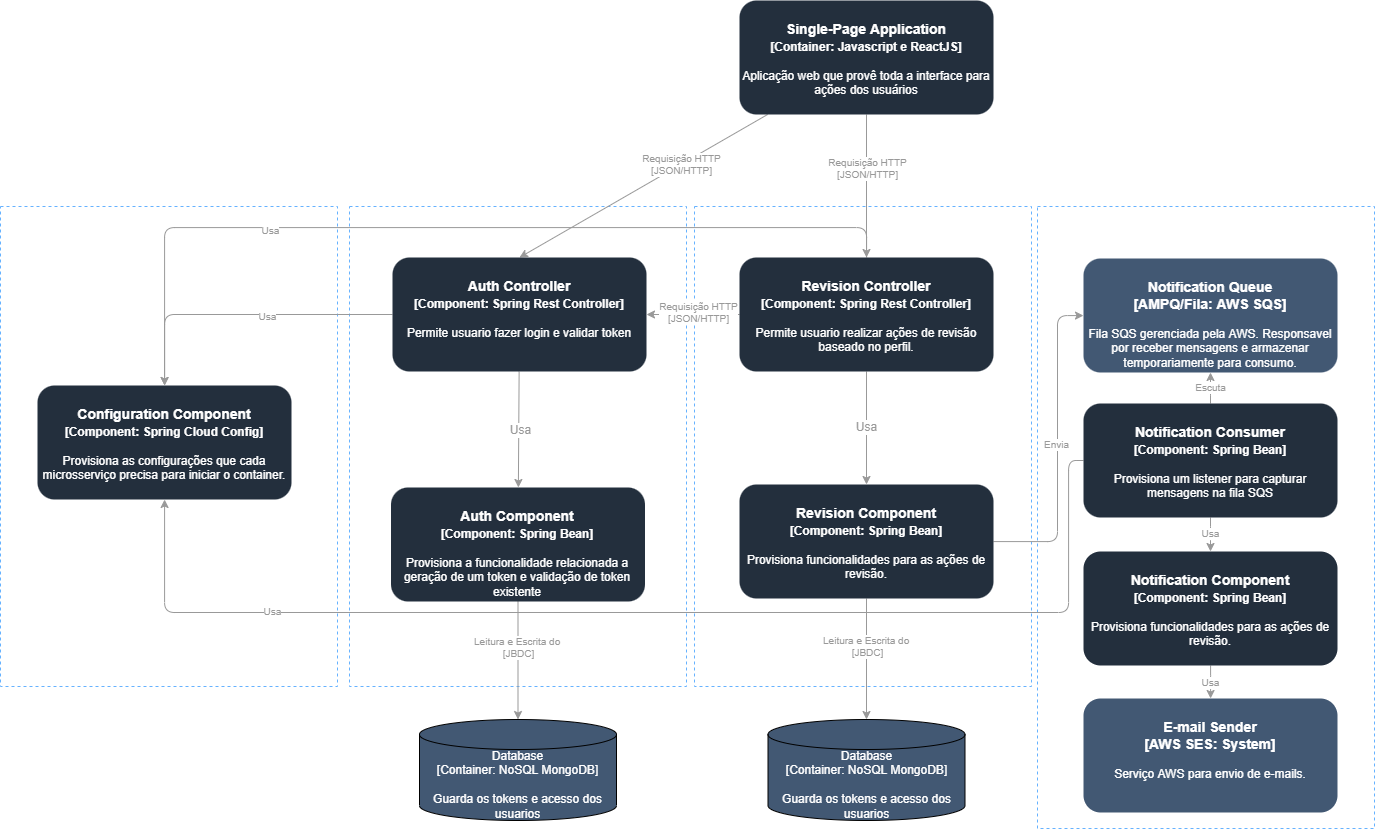 Single-Page Application
[Container: Javascript e ReactJS]
Aplicação web que provê toda a interface para
ações dos usuários
Requisição HTTP
[JSON/HTTP]
Requisição HTTP
[JSON/HTTP]
Usa
Usa
Auth Controller
[Component: Spring Rest Controller]
Permite usuario fazer login e validar token
Requisição HTTP
[JSON/HTTP]
Revision Controller
[Component: Spring Rest Controller]
Permite usuario realizar ações de revisão
baseado no perfil.
Notification Queue
[AMPQ/Fila: AWS SQS]
Fila SQS gerenciada pela AWS. Responsavel
por receber mensagens e armazenar
temporariamente para consumo.
Escuta
Configuration Component
[Component: Spring Cloud Config]
Provisiona as configurações que cada
microsserviço precisa para iniciar o container.
Usa
Usa
Envia
Notification Consumer
[Component: Spring Bean]
Provisiona um listener para capturar
mensagens na fila SQS
Auth Component
[Component: Spring Bean]
Provisiona a funcionalidade relacionada a
geração de um token e validação de token
existente
Revision Component
[Component: Spring Bean]
Provisiona funcionalidades para as ações de
revisão.
Usa
Notification Component
[Component: Spring Bean]
Provisiona funcionalidades para as ações de
revisão.
Usa
Leitura e Escrita do
[JBDC]
Leitura e Escrita do
[JBDC]
Usa
E-mail Sender
[AWS SES: System]
Serviço AWS para envio de e-mails.
Database
[Container: NoSQL MongoDB]
Guarda os tokens e acesso dos
usuarios
Database
[Container: NoSQL MongoDB]
Guarda os tokens e acesso dos
usuarios